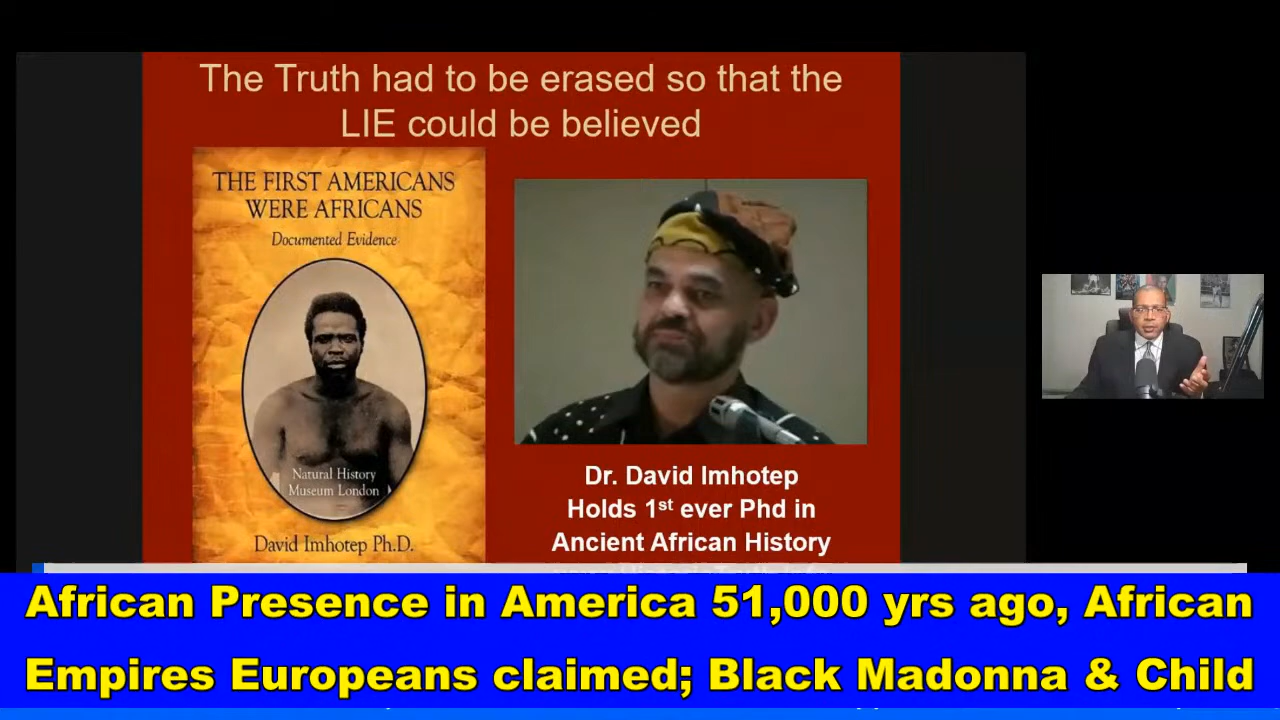 The Truth had to be erased so that the
LIE could be believed
THE FIRST AMERICANS
WERE AFRICANS
Documented Evidence
Natural History
Museum London
David Imhotep Ph.D.
Dr. David Imhotep
Holds 1st ever Phd in
Ancient African History
African Presence in America 51,000 yrs ago, African
Empires Europeans claimed; Black Madonna & Child